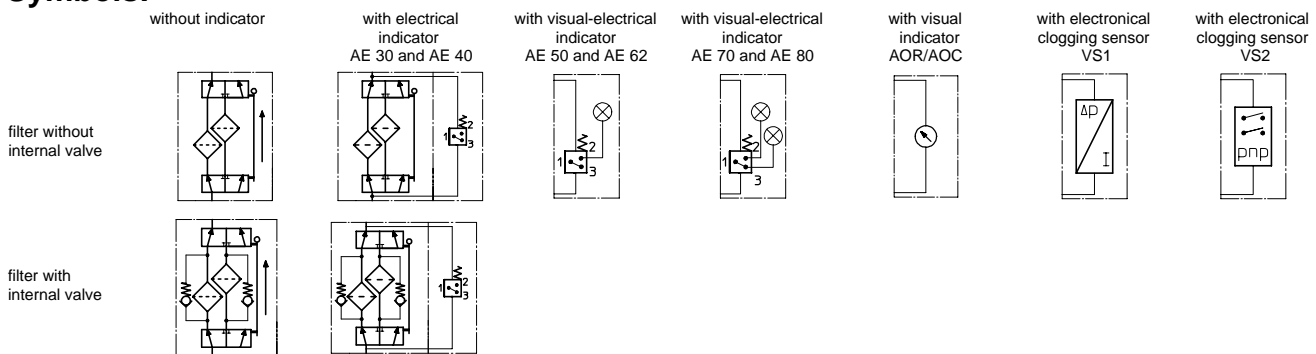 without indicator
with electrical
indicator
AE 30 and AE 40
with visual-electrical
indicator
AE 50 and AE 62
with visual-electrical
indicator
AE 70 and AE 80
with visual
indicator
AOR/AOC
with electronical
clogging sensor
VS1
with electronical
clogging sensor
VS2
filter without
internal valve
1 2
3
1 2
3
1 2
3
Δp
I
pnp
filter with
internal valve
1 2
3